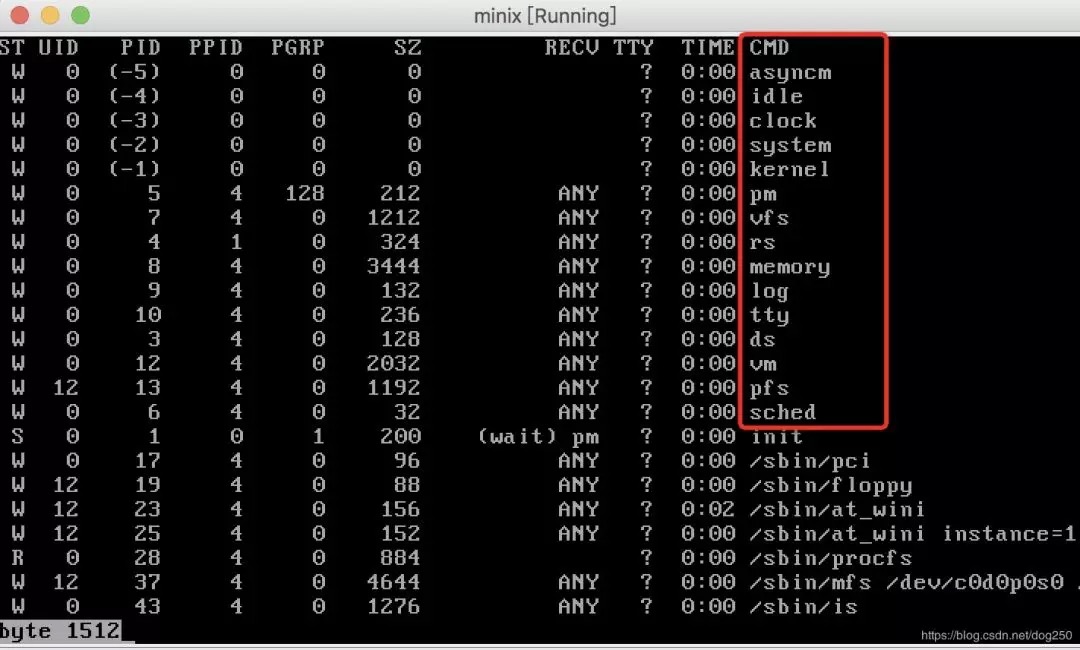 minix [Running]
ST UID PID PPID PGRP SZ RECV TTY TIME CMD
W 0 (-5) 0 0 0 ? 0:00 asyncm
W 0 (-4) 0 0 0 ? 0:00 idle
W 0 (-3) 0 0 0 ? 0:00 clock
W 0 (-2) 0 0 0 ? 0:00 system
W 0 (-1) 0 0 0 ? 0:00 kernel
W 0 5 4 128 212 ANY ? 0:00 pm
W 0 7 4 0 1212 ANY ? 0:00 vfs
W 0 4 1 0 324 ANY ? 0:00 rs
W 0 8 4 0 3444 ANY ? 0:00 memory
W 0 9 4 0 132 ANY ? 0:00 log
W 0 10 4 0 236 ANY ? 0:00 tty
W 0 3 4 0 128 ANY ? 0:00 ds
W 0 12 4 0 2032 ANY ? 0:00 vm
W 12 13 4 0 1192 ANY ? 0:00 pfs
W 0 6 4 0 32 ANY ? 0:00 sched
S 0 1 0 1 200 (wait) pm ? 0:00 init
W 0 17 4 0 96 ANY ? 0:00 /sbin/pci
W 12 19 4 0 88 ANY ? 0:00 /sbin/floppy
W 12 23 4 0 156 ANY ? 0:02 /sbin/at_wini
W 12 25 4 0 152 ANY ? 0:00 /sbin/at_wini instance=1
R 0 28 4 0 884 ? 0:00 /sbin/procfs
W 12 37 4 0 4644 ANY ? 0:00 /sbin/mfs /dev/c0d0p0s0 .
W 0 43 4 0 1276 ANY ? 0:00 /sbin/is
byte 1512
https://blog.csdn.net/dog250